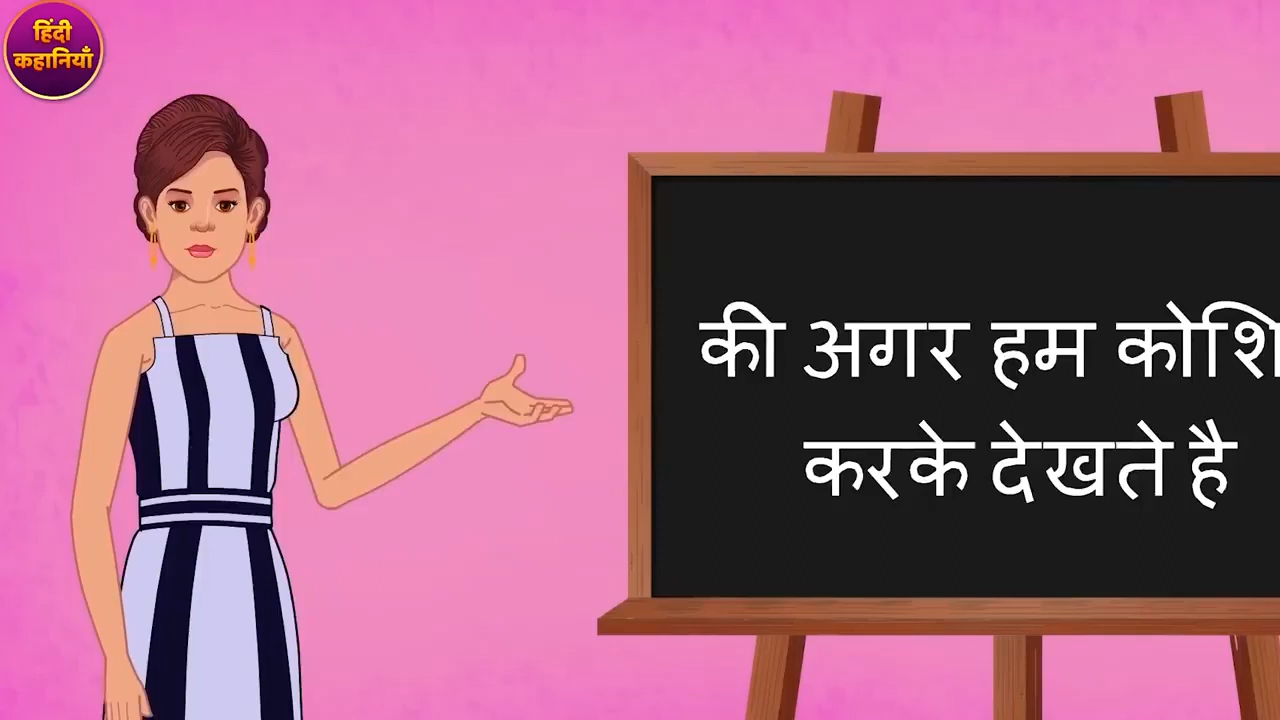 हिंदी
कहानियाँ
की अगर हम
करके देखते है